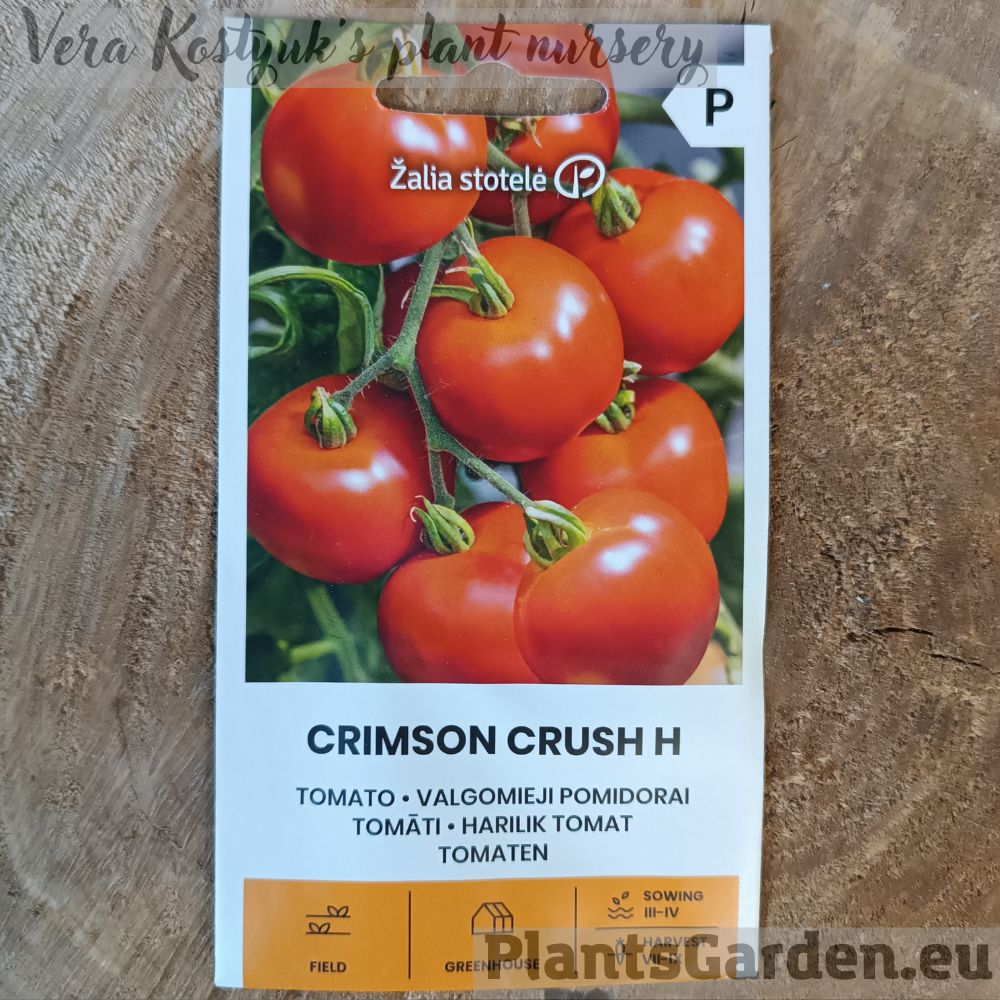 Vera Kostyuk's plant nursery
P
Žalia stotelė
CRIMSON CRUSH H
TOMATO • VALGOMIEJI POMIDORAI
TOMĀTI • HARILIK TOMAT
TOMATEN
FIELD
GREENHOUSE
SOWING
III-IV
HARVEST
VII-IX
PlantsGarden.eu